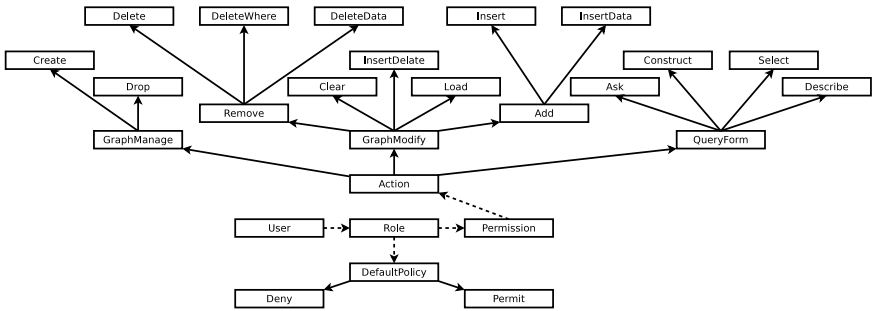 Delete
DeleteWhere
DeleteData
Insert
InsertData
Create
InsertDelate
Construct
Select
Drop
Clear
Load
Ask
Describe
Remove
Add
GraphManage
GraphModify
QueryForm
Action
User
Role
Permission
DefaultPolicy
Deny
Permit